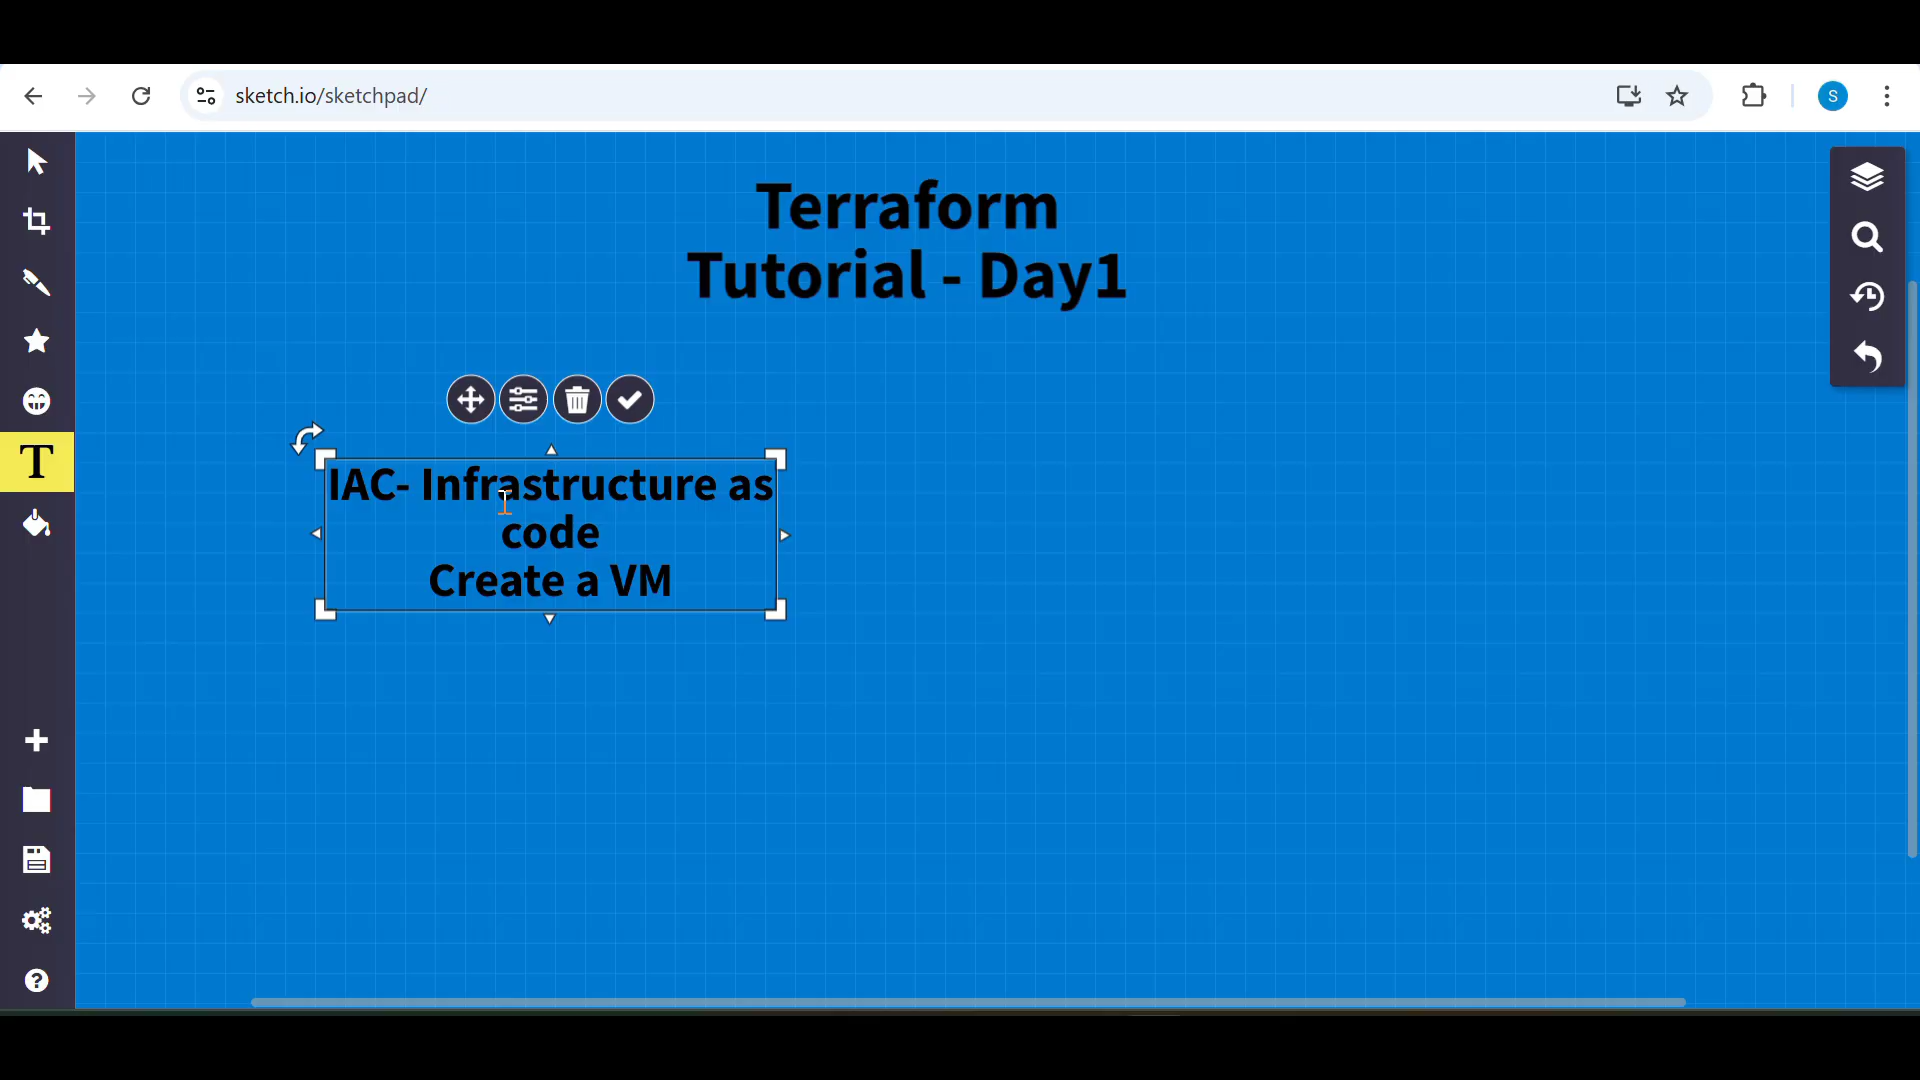 sketch.io/sketchpad/
S
Terraform
Tutorial - Day1
IAC- Infrastructure as
code
Create a VM
T